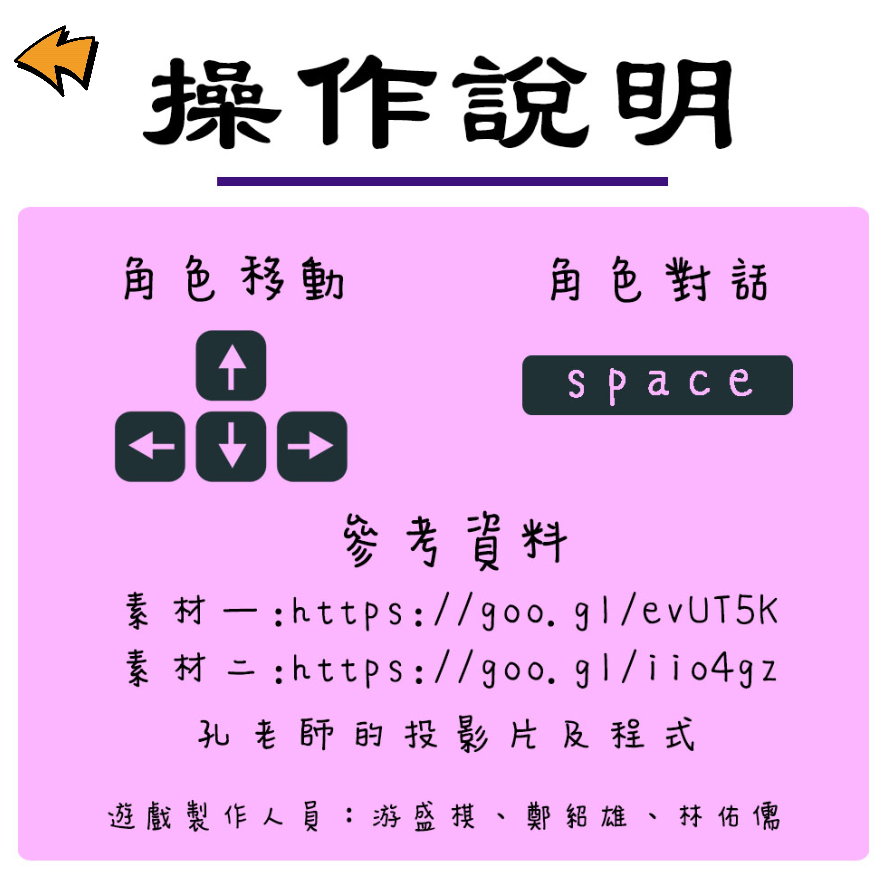 操作說明
角色移動
角色對話
space
參考資料
素材一:https://goo.gl/evUT5K
素材二:https://goo.gl/iio4gz
孔老師的投影片及程式
遊戲製作人員：游盛棋、鄭紹雄、林佑儒